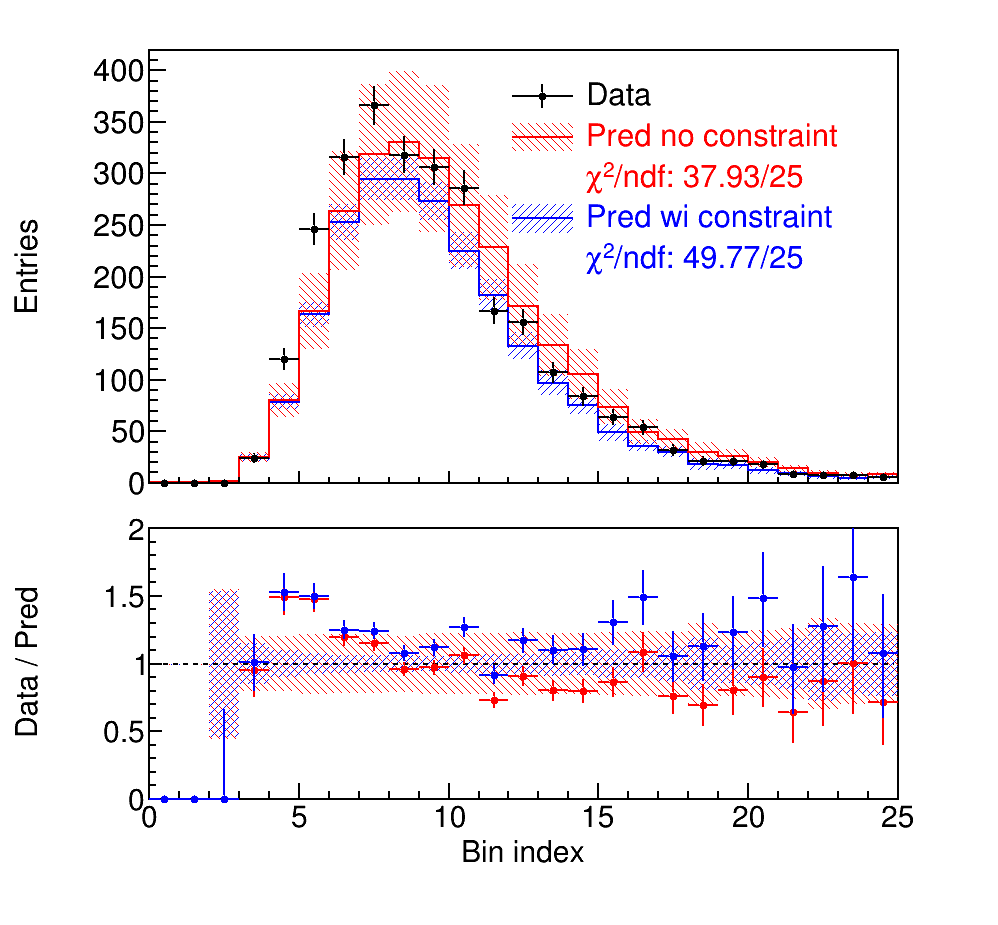 Entries
400
350
300
250
200
150
100
50
0
Data
Pred no constraint
χ²/ndf: 37.93/25
Pred wi constraint
χ²/ndf: 49.77/25
Data / Pred
2
1.5
1
0.5
0
0 5 10 15 20 25
Bin index